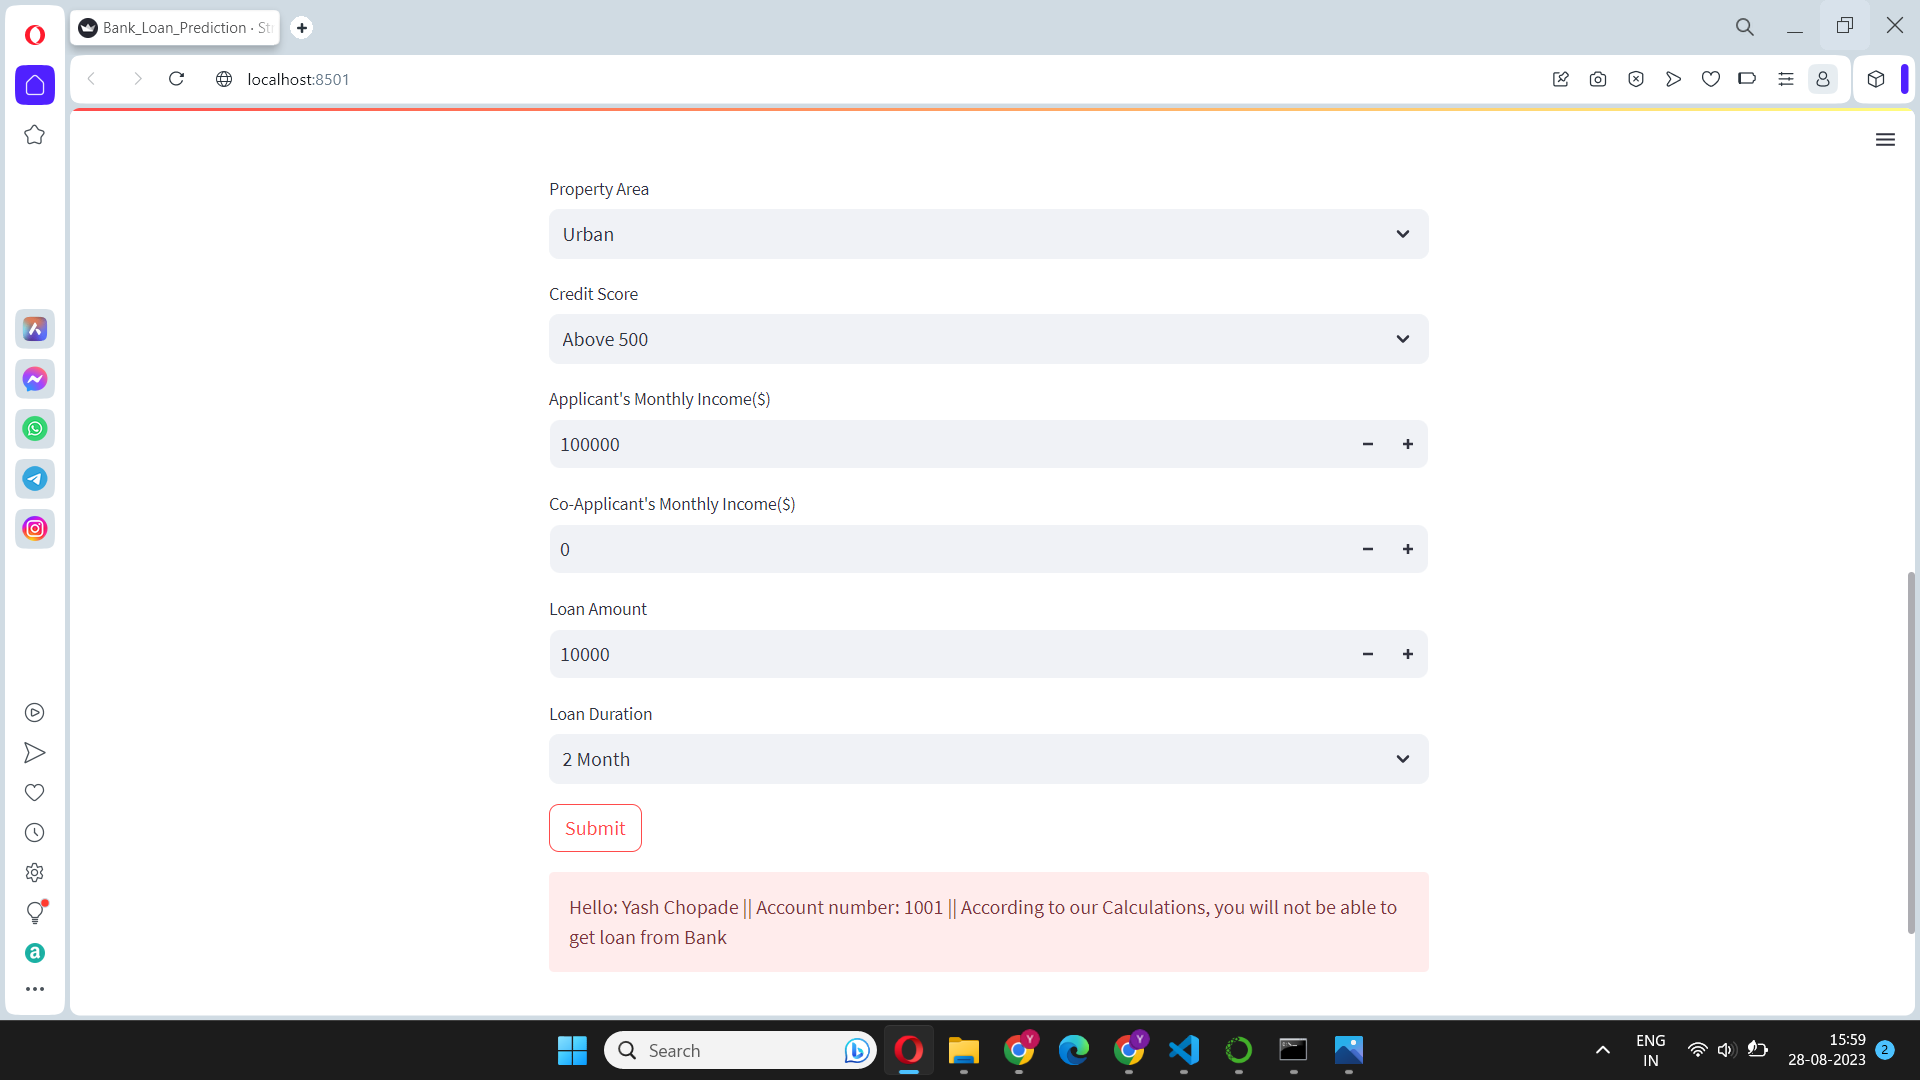 Bank_Loan_Prediction · St
localhost:8501
Property Area
Urban
Credit Score
Above 500
Applicant's Monthly Income($)
100000
Co-Applicant's Monthly Income($)
0
Loan Amount
10000
Loan Duration
2 Month
Submit
Hello: Yash Chopade || Account number: 1001 || According to our Calculations, you will not be able to
get loan from Bank
Search
Y
Y
ENG
IN
15:59
28-08-2023
2